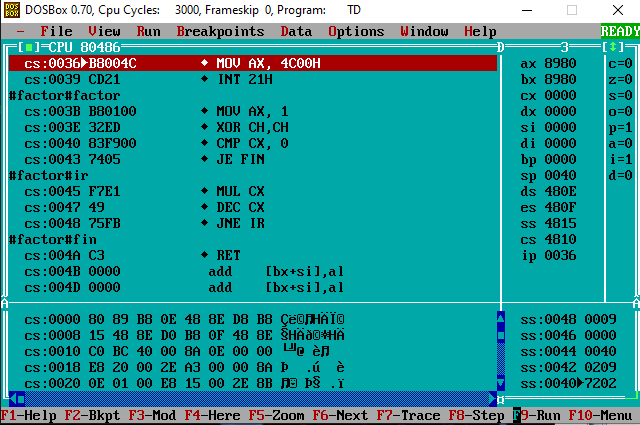 DOSBox 0.70, Cpu Cycles: 3000, Frameskip 0, Program: TD
File View Run Breakpoints Data Options Window Help READY
[■]=CPU 80486 D 3 [↕]
cs:0036►B8004C ♦ MOV AX, 4C00H ax 8980 c=0
cs:0039 CD21 ♦ INT 21H bx 8980 z=0
#factor#factor cx 0000 s=0
cs:003B B80100 ♦ MOV AX, 1 dx 0000 o=0
cs:003E 32ED ♦ XOR CH,CH si 0000 p=1
cs:0040 83F900 ♦ CMP CX, 0 di 0000 a=0
cs:0043 7405 ♦ JE FIN bp 0000 i=1
#factor#ir sp 0040 d=0
cs:0045 F7E1 ♦ MUL CX ds 480E
cs:0047 49 ♦ DEC CX es 480F
cs:0048 75FB ♦ JNE IR ss 4815
#factor#fin cs 4810
cs:004A C3 ♦ RET ip 0036
cs:004B 0000 add [bx+si],al
cs:004D 0000 add [bx+si],al
cs:0000 80 89 B8 0E 48 8E D8 B8 ss:0048 0009
cs:0008 15 48 8E D0 B8 0F 48 8E ss:0046 0000
cs:0010 C0 BC 40 00 8A 0E 00 00 ss:0044 0040
cs:0018 E8 20 00 2E A3 00 00 8A ss:0042 0209
cs:0020 0E 01 00 E8 15 00 2E 8B ss:0040►7202
F1-Help F2-Bkpt F3-Mod F4-Here F5-Zoom F6-Next F7-Trace F8-Step F9-Run F10-Menu